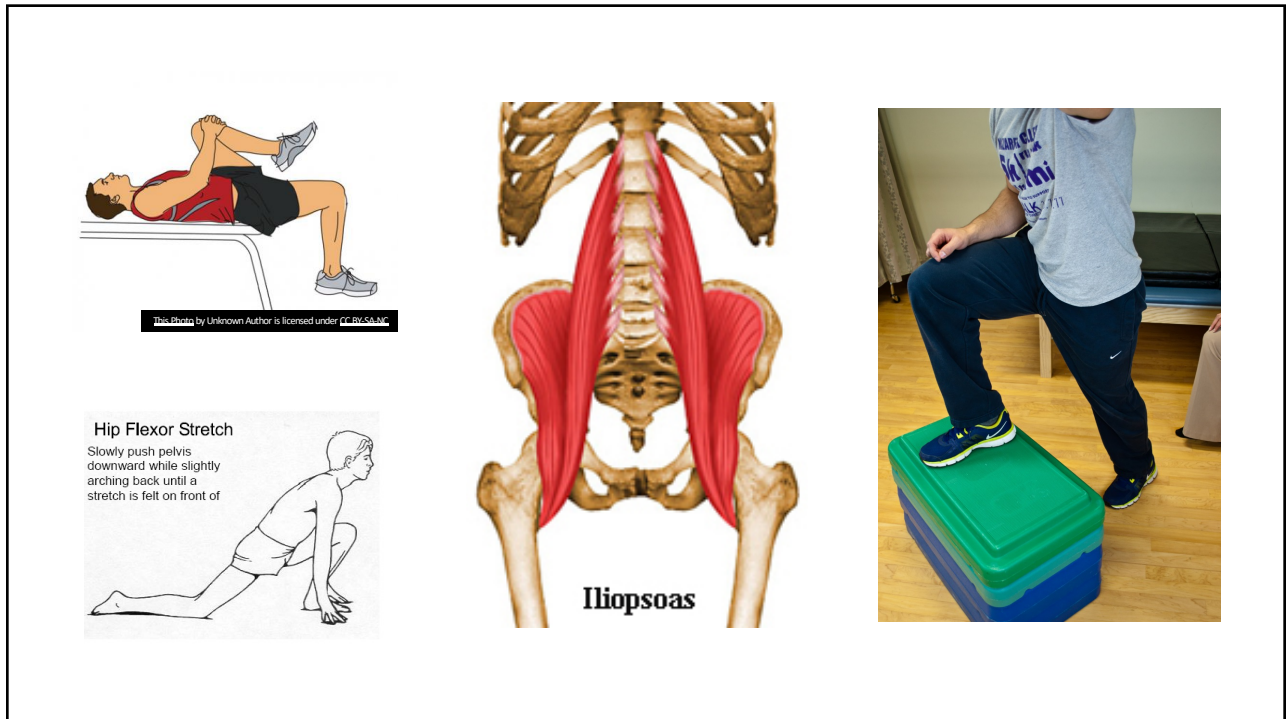 This Photo by Unknown Author is licensed under CC BY-SA-NC
Hip Flexor Stretch
Slowly push pelvis
downward while slightly
arching back until a
stretch is felt on front of
Iliopsoas